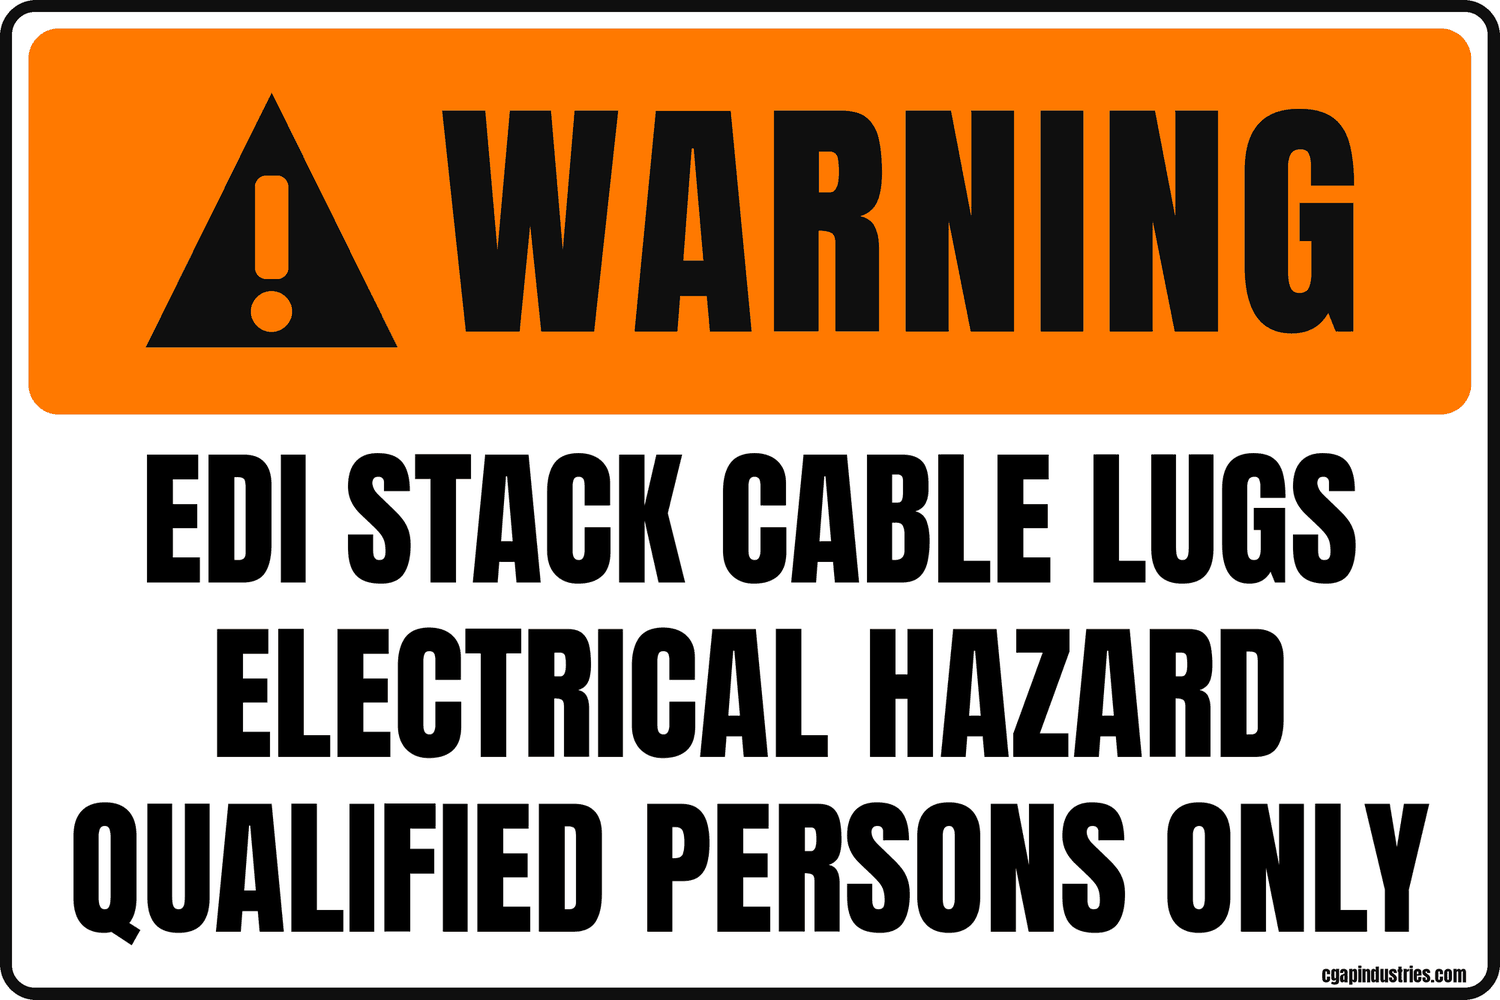 WARNING
EDI STACK CABLE LUGS
ELECTRICAL HAZARD
QUALIFIED PERSONS ONLY
cgapindustries.com